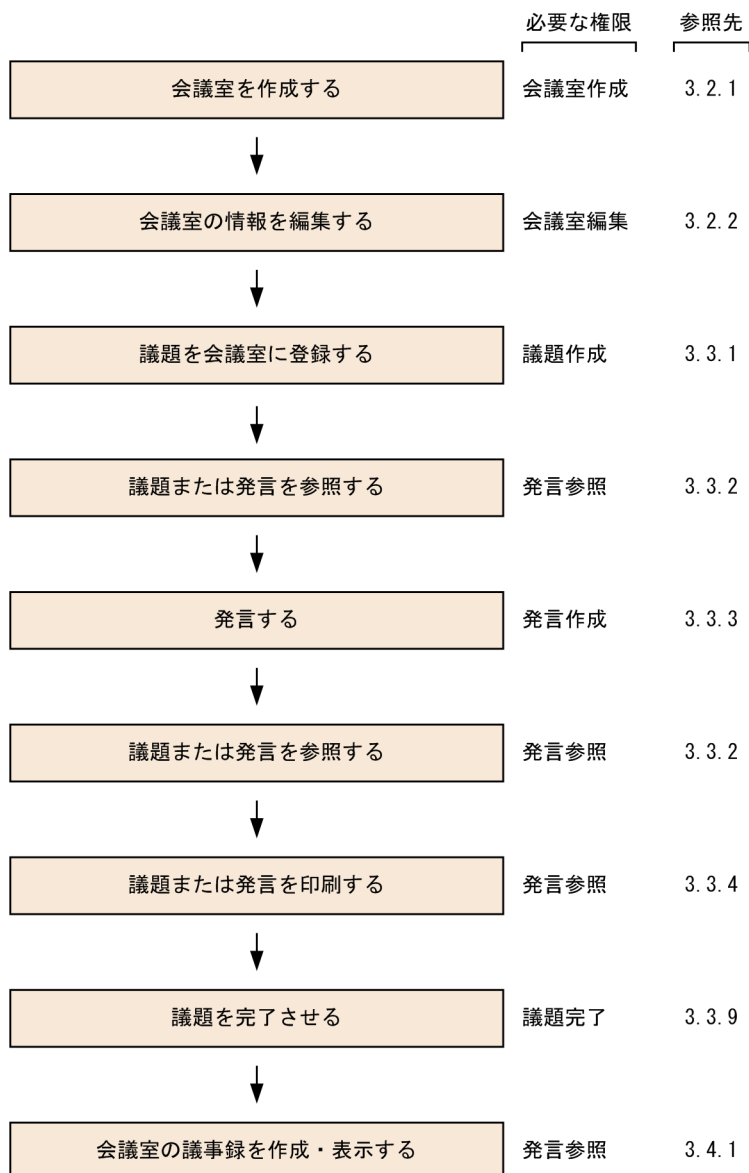 必要な権限 参照先
会議室を作成する 会議室作成 3.2.1
会議室の情報を編集する 会議室編集 3.2.2
議題を会議室に登録する 議題作成 3.3.1
議題または発言を参照する 発言参照 3.3.2
発言する 発言作成 3.3.3
議題または発言を参照する 発言参照 3.3.2
議題または発言を印刷する 発言参照 3.3.4
議題を完了させる 議題完了 3.3.9
会議室の議事録を作成・表示する 発言参照 3.4.1